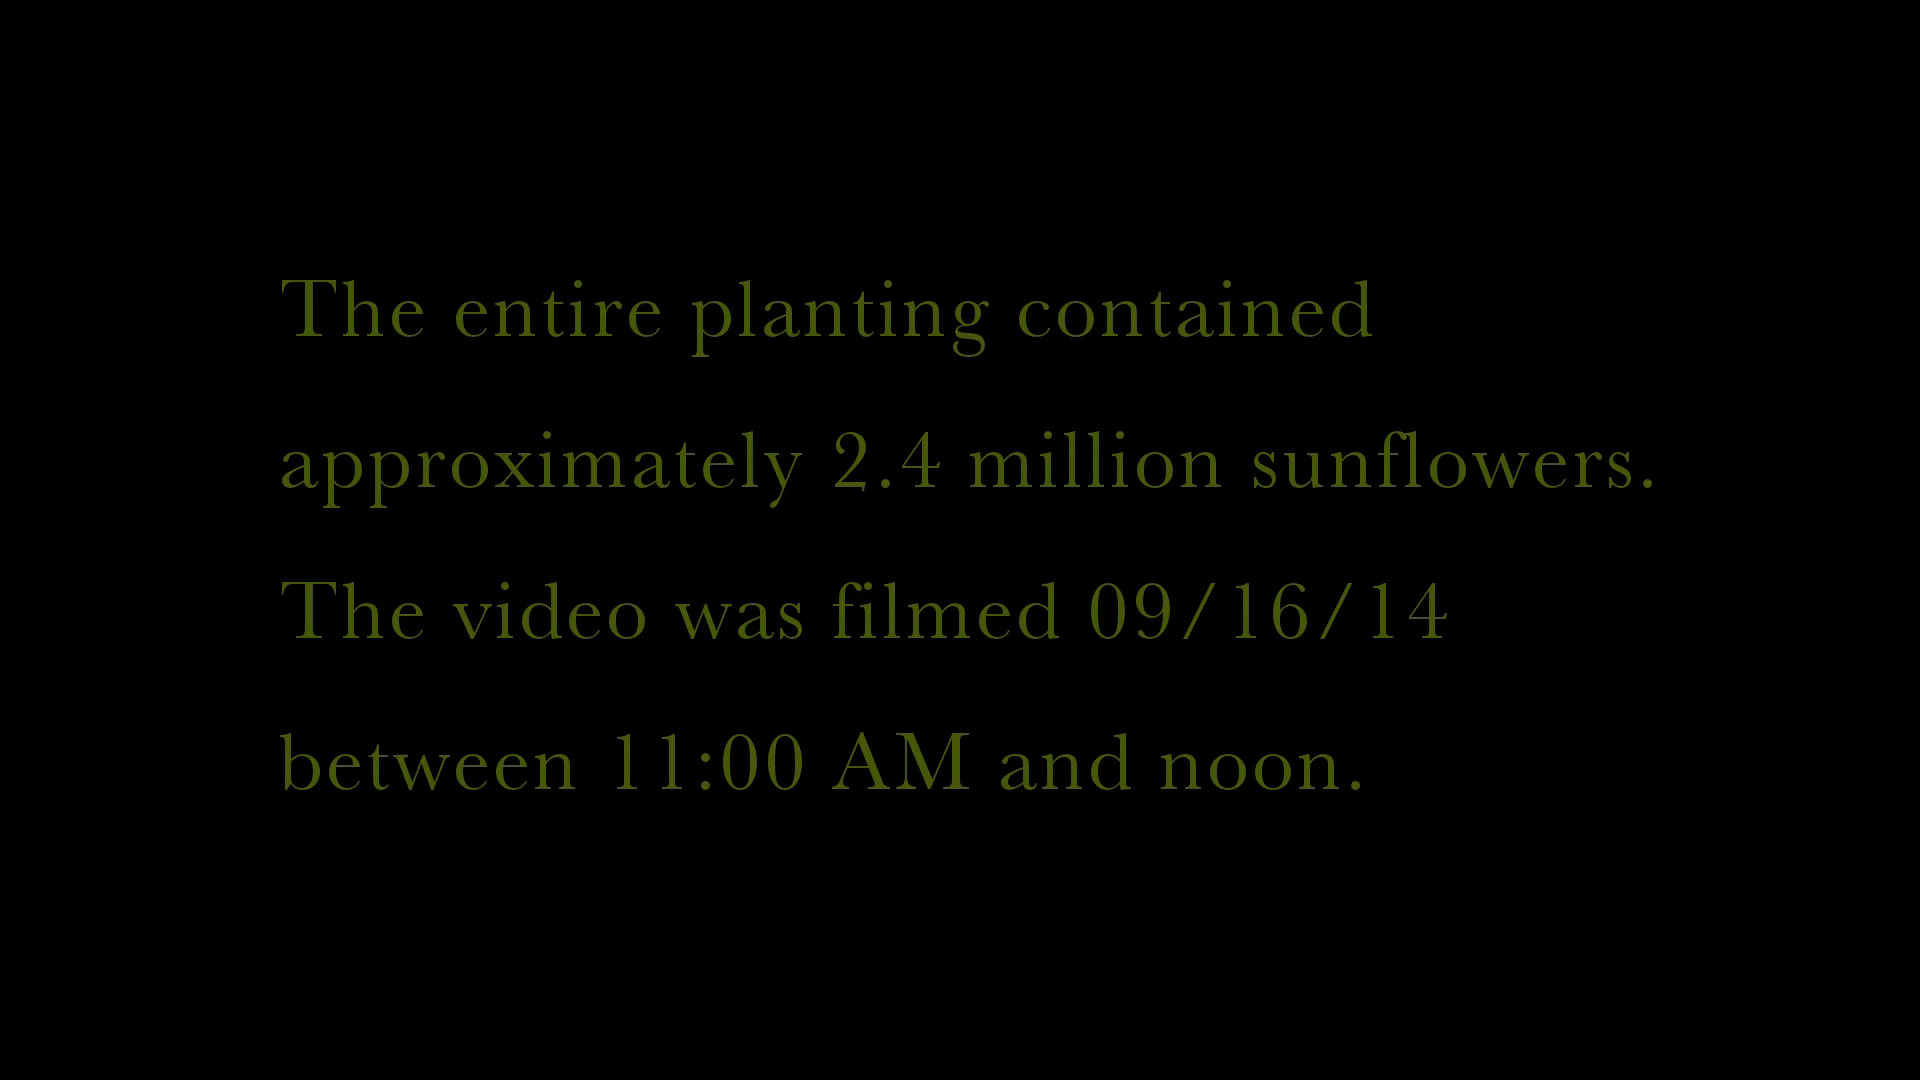 The entire planting contained
approximately 2.4 million sunflowers.
The video was filmed 09/16/14
between 11:00 AM and noon.